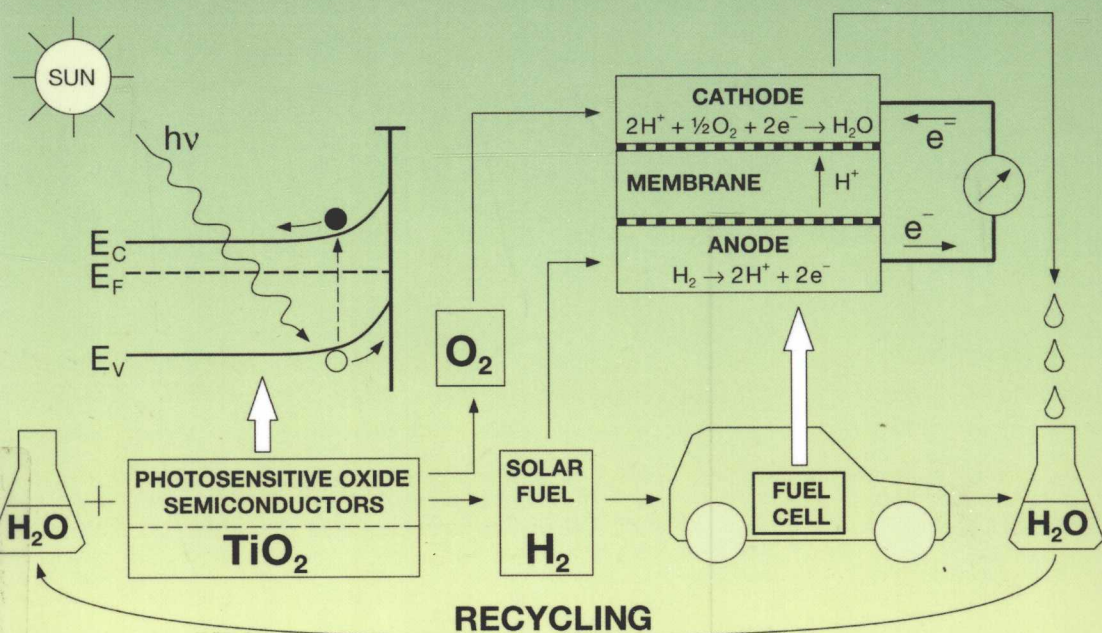 SUN
hν
E_C
E_F
E_V
CATHODE
2H⁺ + ½O₂ + 2e⁻ → H₂O
MEMBRANE
H⁺
ANODE
H₂ → 2H⁺ + 2e⁻
e⁻
e⁻
O₂
H₂O
+
PHOTOSENSITIVE OXIDE
SEMICONDUCTORS
TiO₂
SOLAR
FUEL
H₂
FUEL
CELL
H₂O
RECYCLING